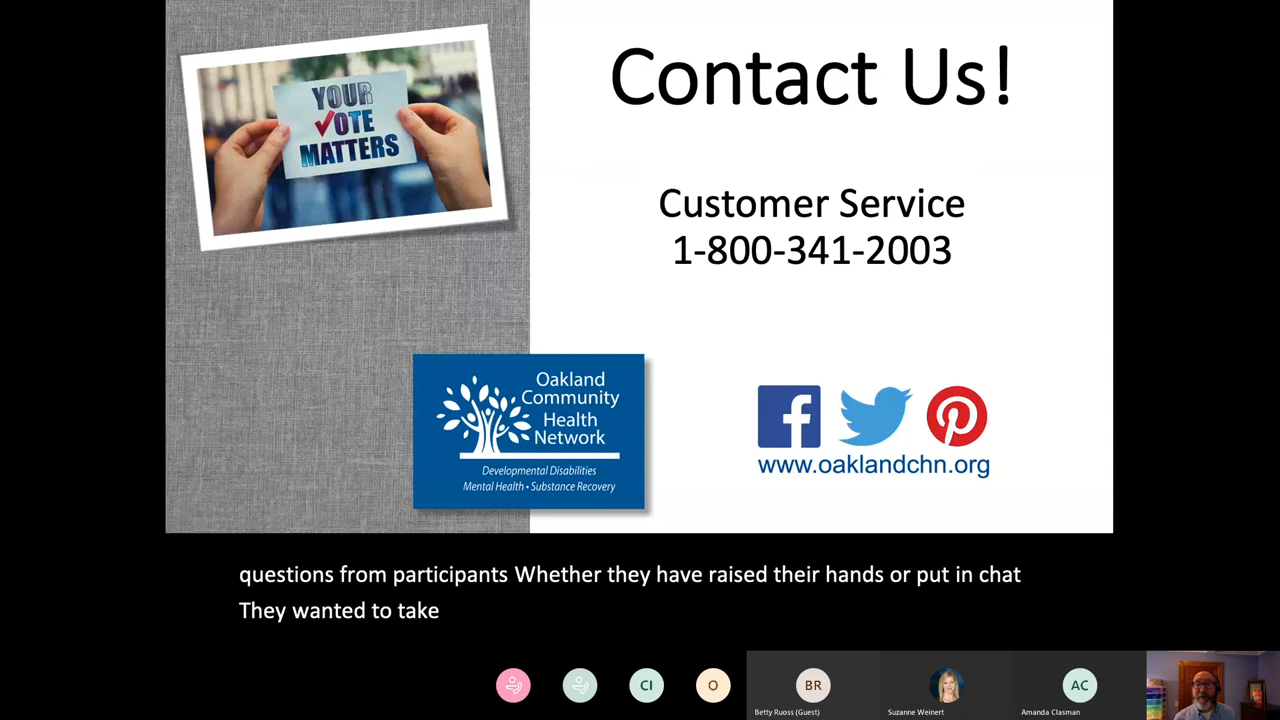 YOUR
VOTE
MATTERS
Contact Us!
Customer Service
1-800-341-2003
Oakland
Community
Health
Network
Developmental Disabilities
Mental Health • Substance Recovery
www.oaklandchn.org
questions from participants Whether they have raised their hands or put in chat
They wanted to take
CI
O
BR
AC
Betty Ruoss (Guest)
Suzanne Weinert
Amanda Clasman